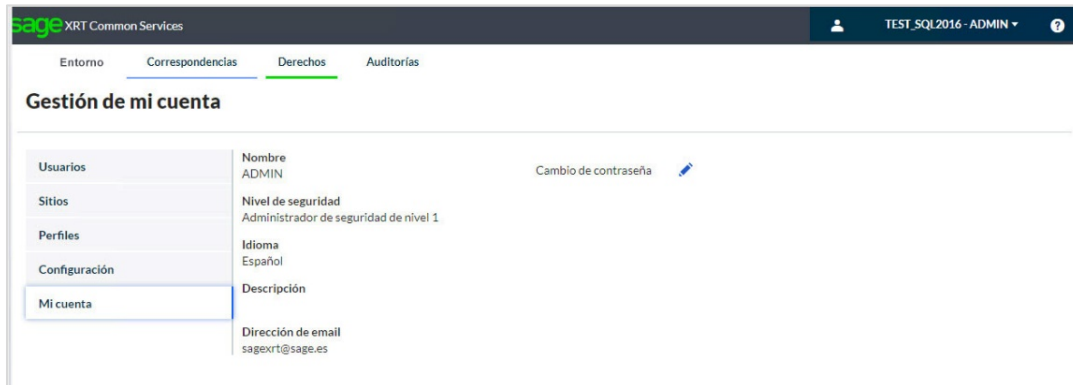 sage XRT Common Services
TEST_SQL2016 - ADMIN
?
Entorno Correspondencias Derechos Auditorías
Gestión de mi cuenta
Usuarios
Sitios
Perfiles
Configuración
Mi cuenta
Nombre
ADMIN
Cambio de contraseña
Nivel de seguridad
Administrador de seguridad de nivel 1
Idioma
Español
Descripción
Dirección de email
sagexrt@sage.es